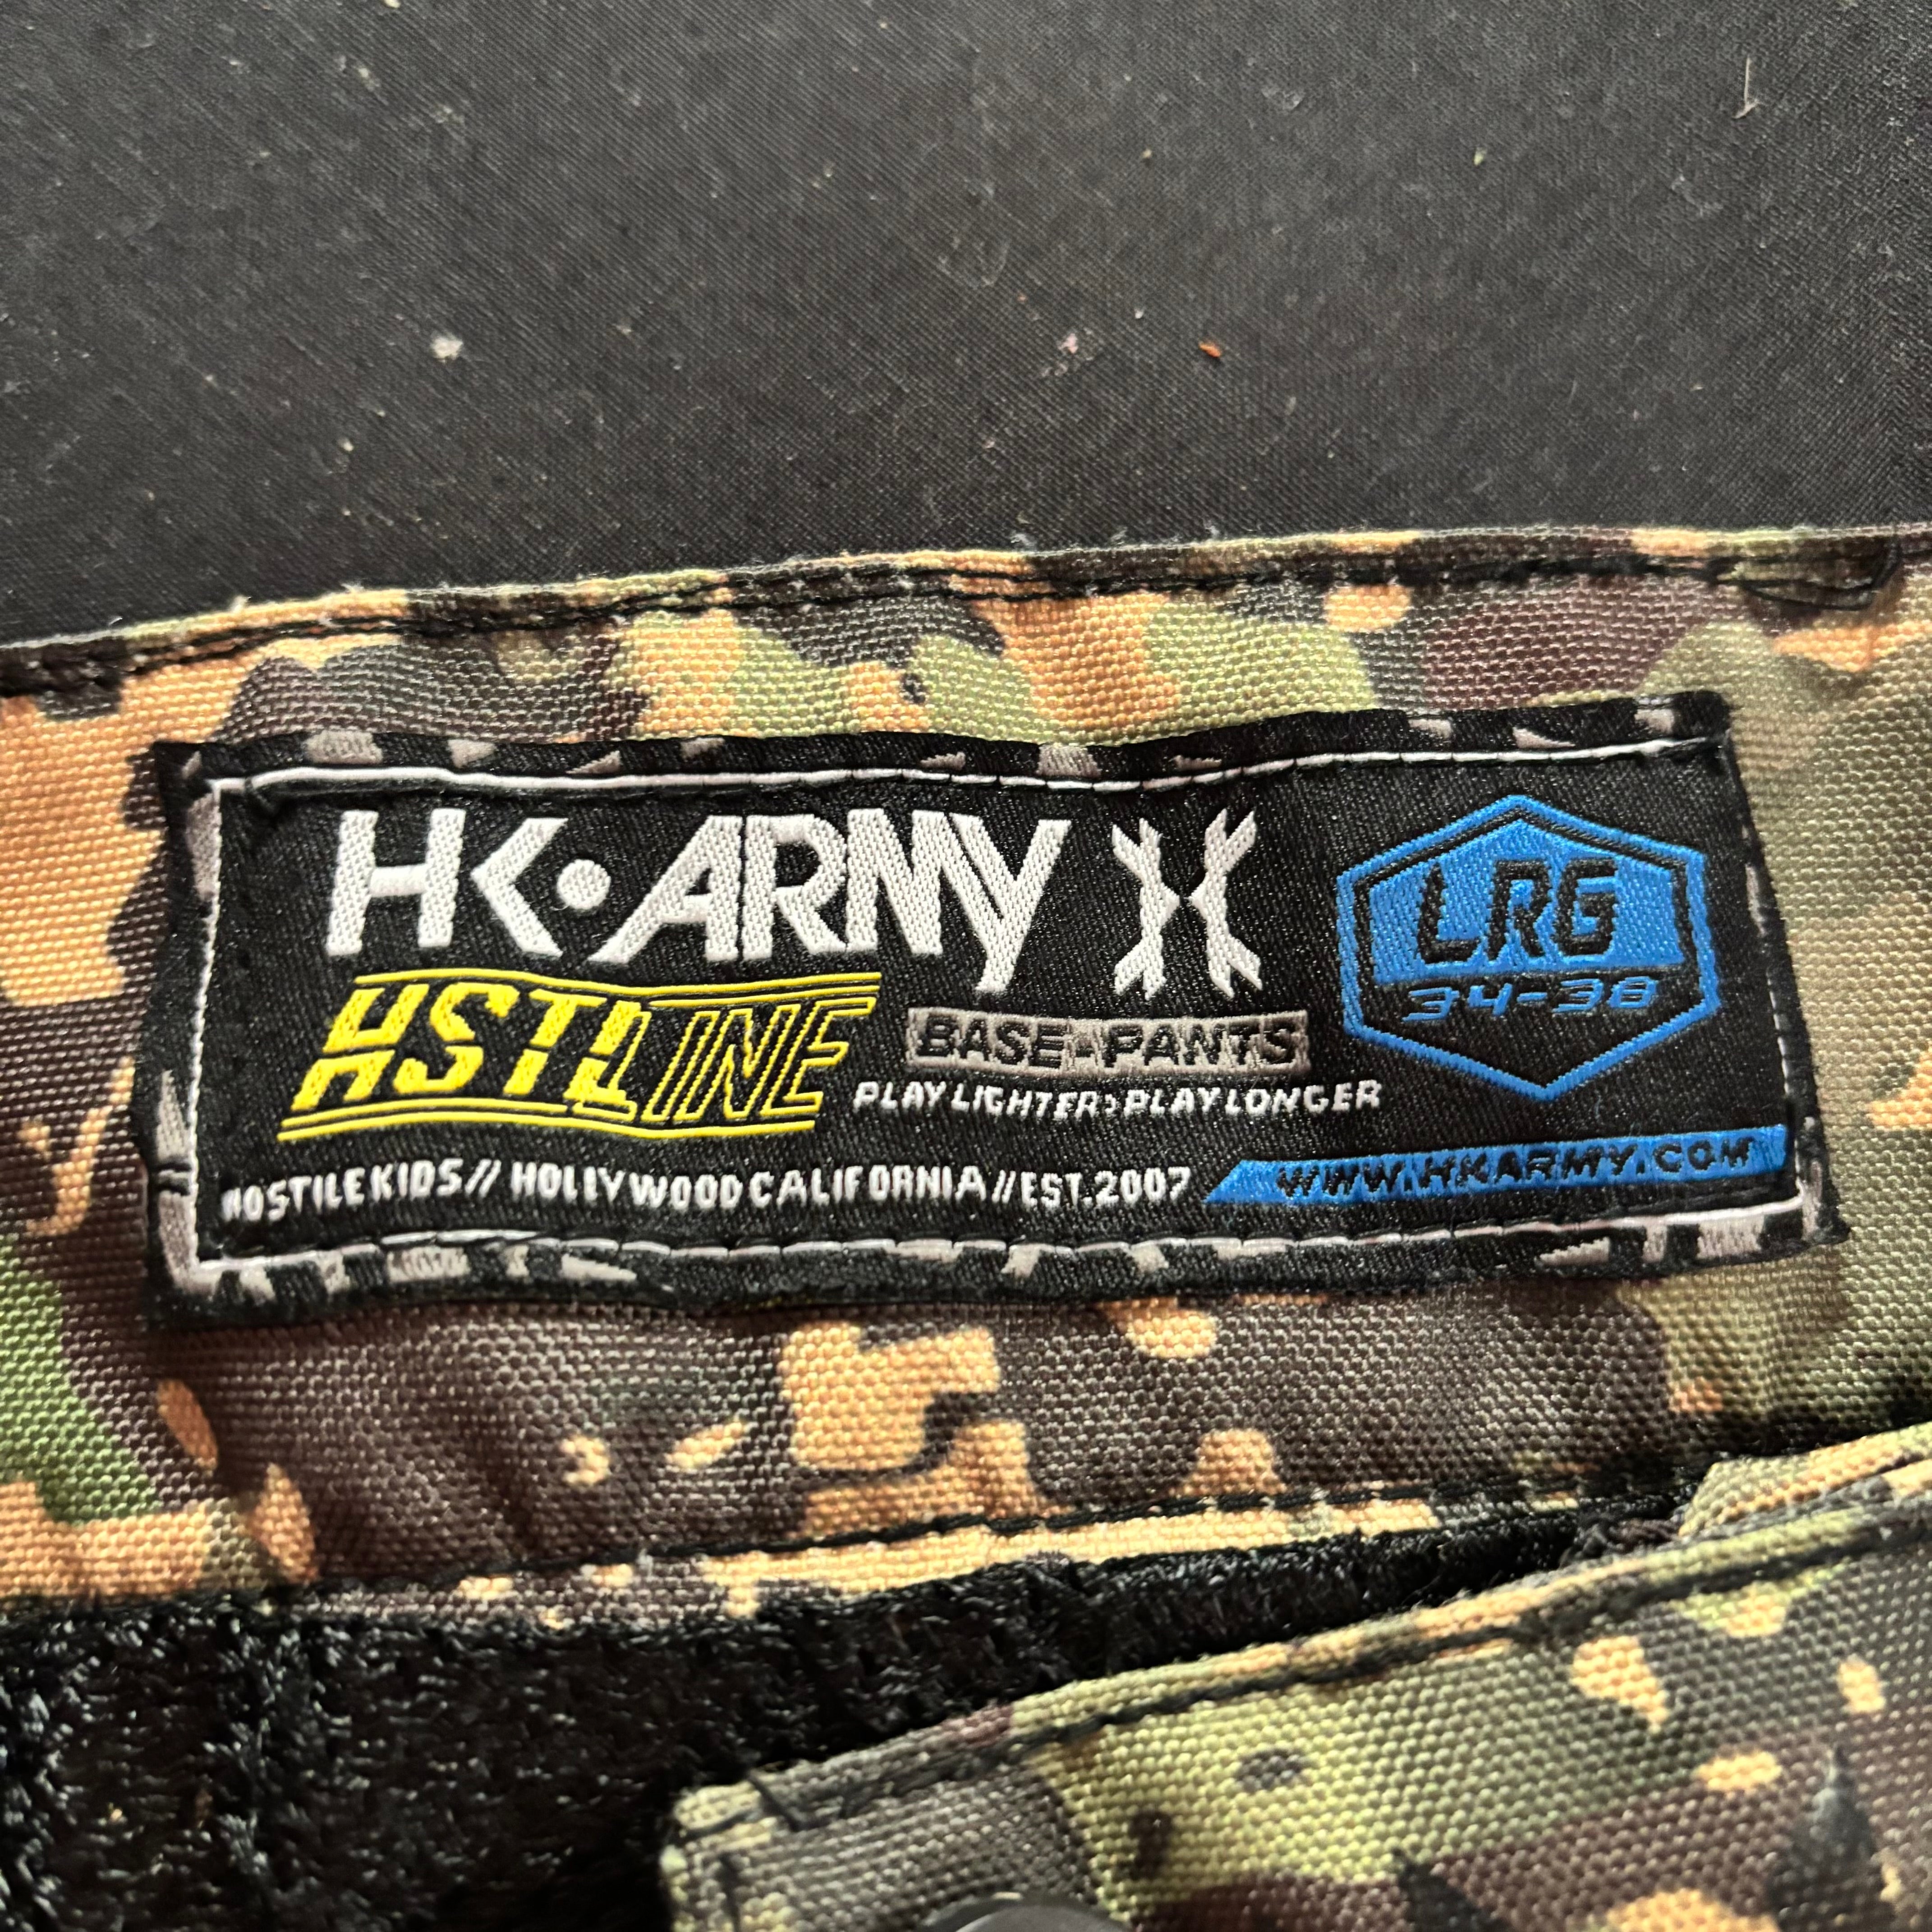 HK•ARMY
LRG
34-38
HSTLINE
BASE-PANTS
PLAY LIGHTER>PLAY LONGER
HOSTILE KIDS// HOLLYWOOD CALIFORNIA //EST.2007
WWW.HKARMY.COM